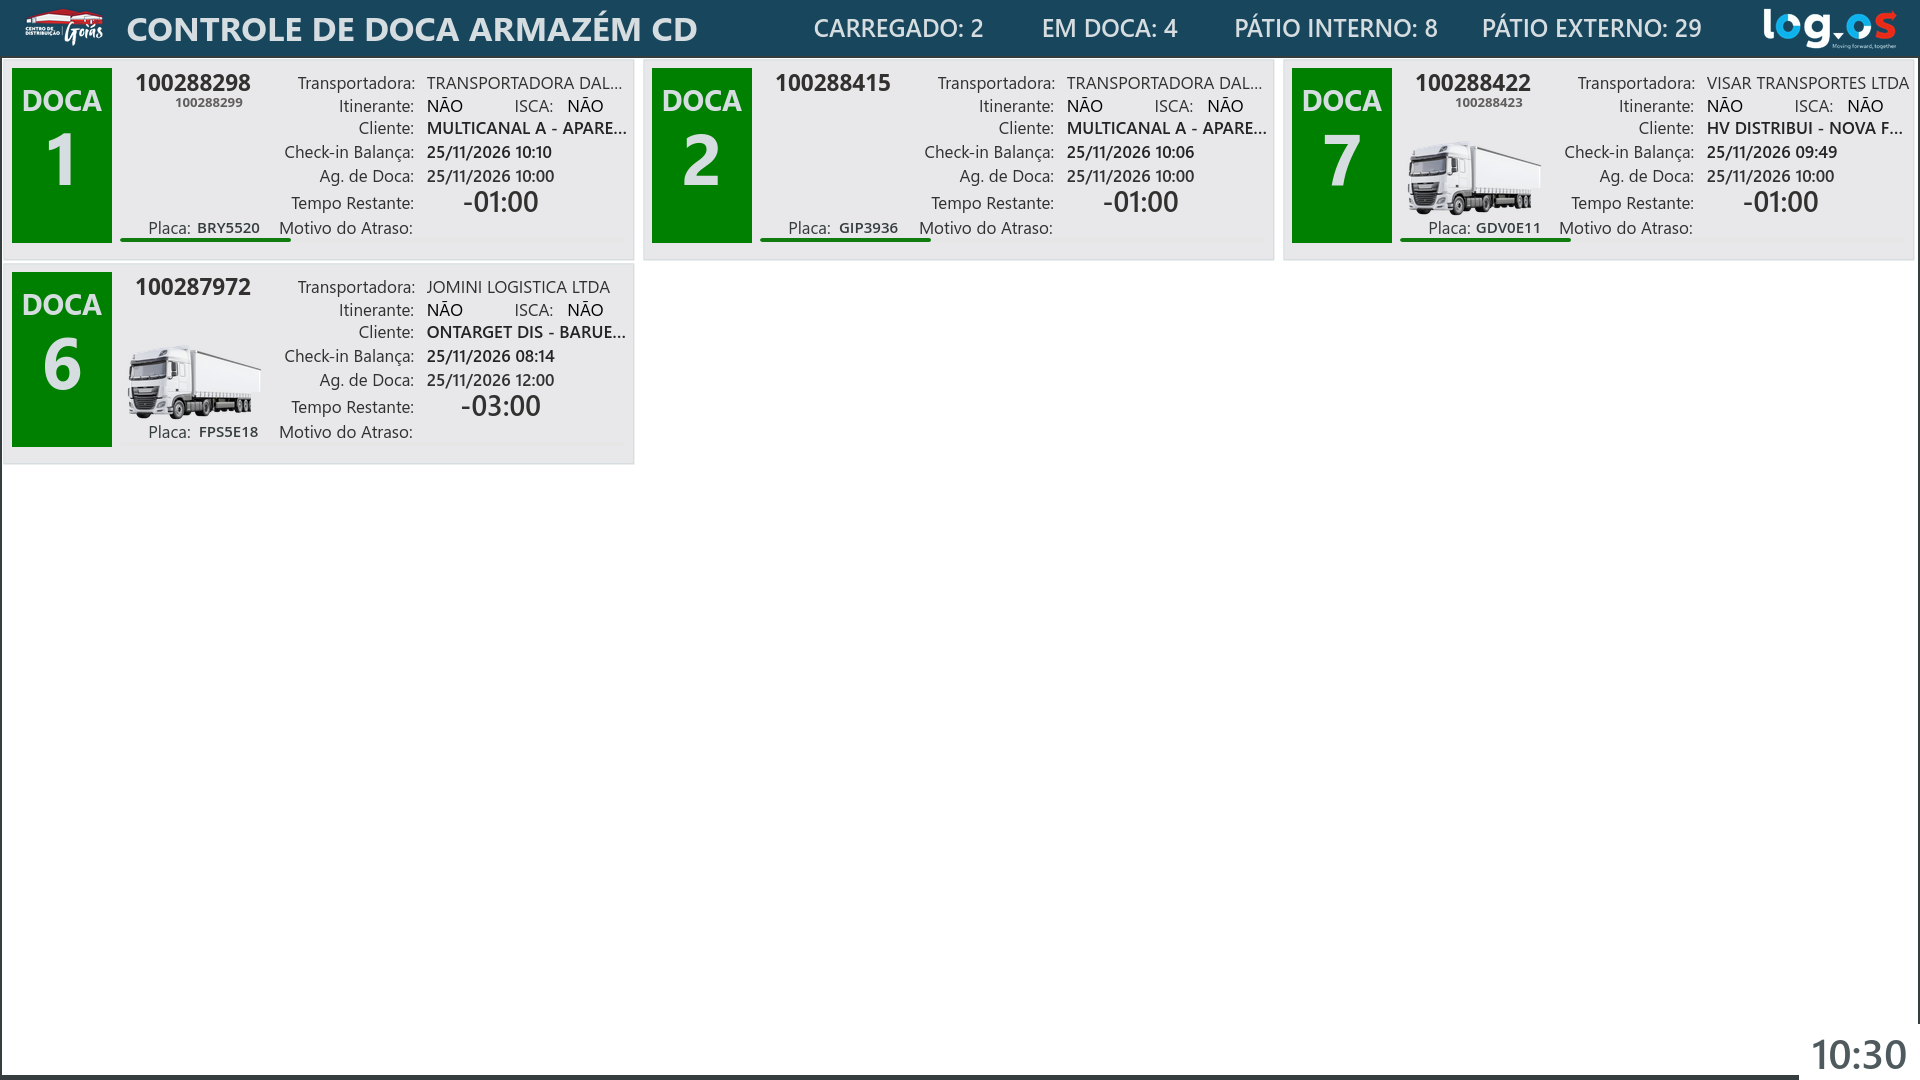 CENTRO DE DISTRIBUIÇÃO Goiás
CONTROLE DE DOCA ARMAZÉM CD
CARREGADO: 2
EM DOCA: 4
PÁTIO INTERNO: 8
PÁTIO EXTERNO: 29
log.os
Moving forward, together
DOCA
1
100288298
100288299
Placa: BRY5520
Transportadora: TRANSPORTADORA DAL...
Itinerante: NÃO ISCA: NÃO
Cliente: MULTICANAL A - APARE...
Check-in Balança: 25/11/2026 10:10
Ag. de Doca: 25/11/2026 10:00
Tempo Restante: -01:00
Motivo do Atraso:
DOCA
2
100288415
Placa: GIP3936
Transportadora: TRANSPORTADORA DAL...
Itinerante: NÃO ISCA: NÃO
Cliente: MULTICANAL A - APARE...
Check-in Balança: 25/11/2026 10:06
Ag. de Doca: 25/11/2026 10:00
Tempo Restante: -01:00
Motivo do Atraso:
DOCA
7
100288422
100288423
Placa: GDV0E11
Transportadora: VISAR TRANSPORTES LTDA
Itinerante: NÃO ISCA: NÃO
Cliente: HV DISTRIBUI - NOVA F...
Check-in Balança: 25/11/2026 09:49
Ag. de Doca: 25/11/2026 10:00
Tempo Restante: -01:00
Motivo do Atraso:
DOCA
6
100287972
Placa: FPS5E18
Transportadora: JOMINI LOGISTICA LTDA
Itinerante: NÃO ISCA: NÃO
Cliente: ONTARGET DIS - BARUE...
Check-in Balança: 25/11/2026 08:14
Ag. de Doca: 25/11/2026 12:00
Tempo Restante: -03:00
Motivo do Atraso:
10:30